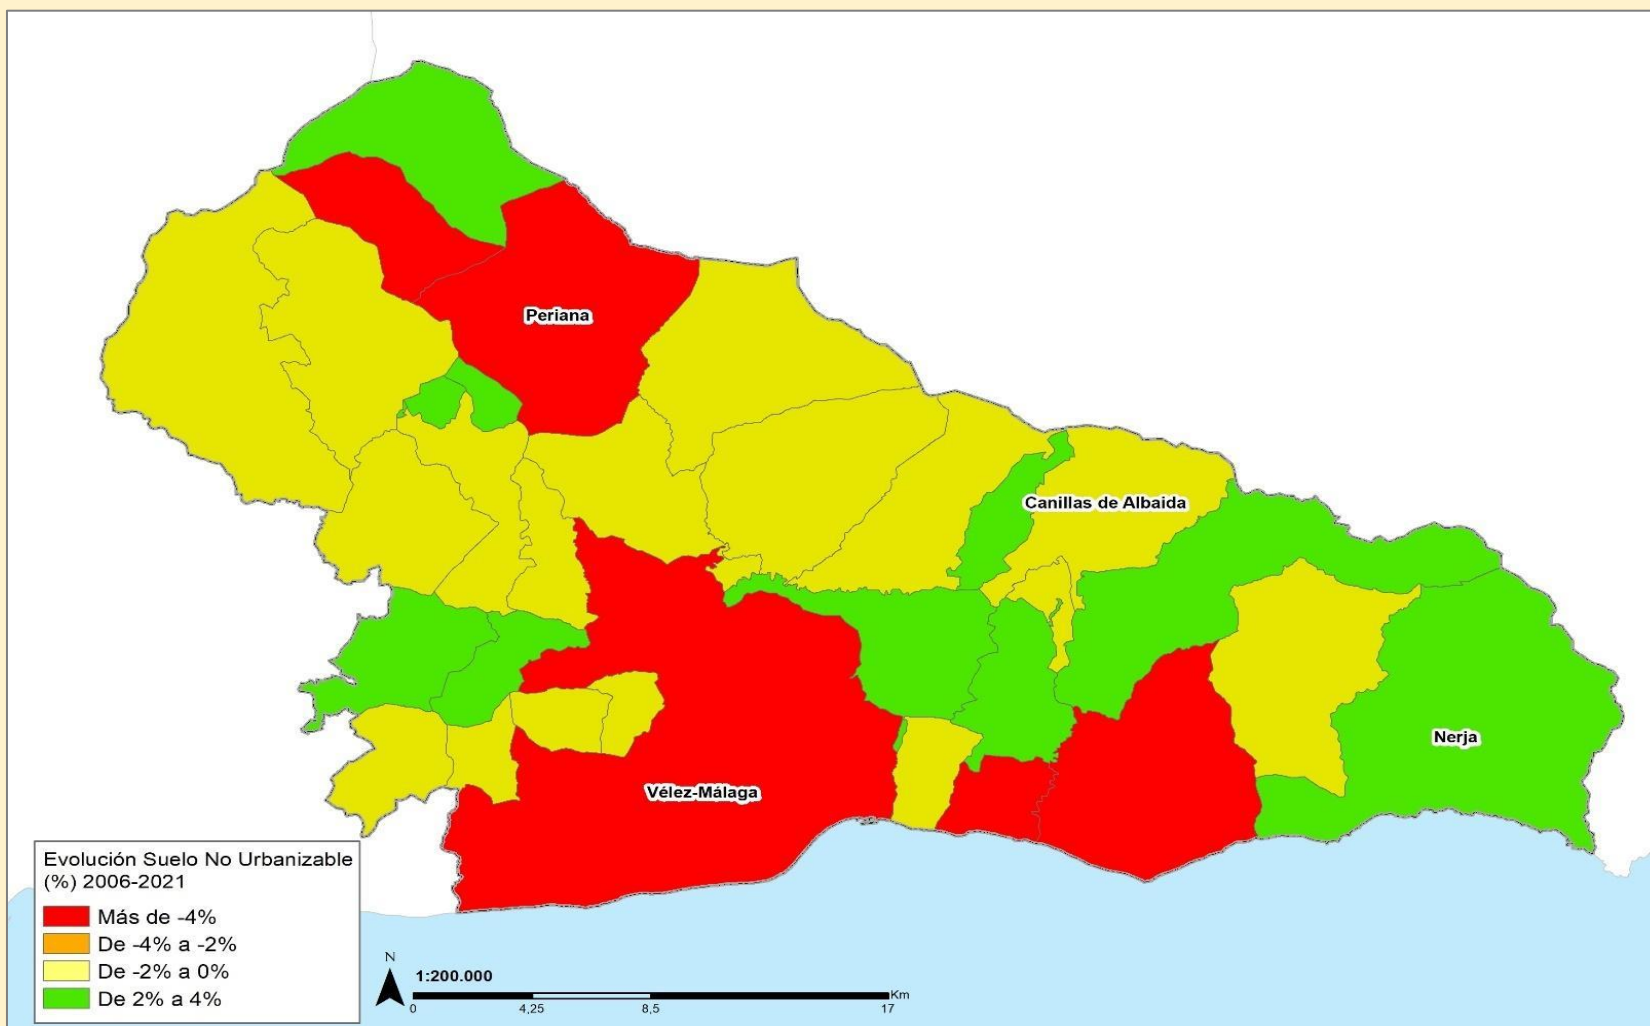 Periana
Canillas de Albaida
Nerja
Vélez-Málaga
Evolución Suelo No Urbanizable
(%) 2006-2021
Más de -4%
De -4% a -2%
De -2% a 0%
De 2% a 4%
N
1:200.000
Km
0 4,25 8,5 17